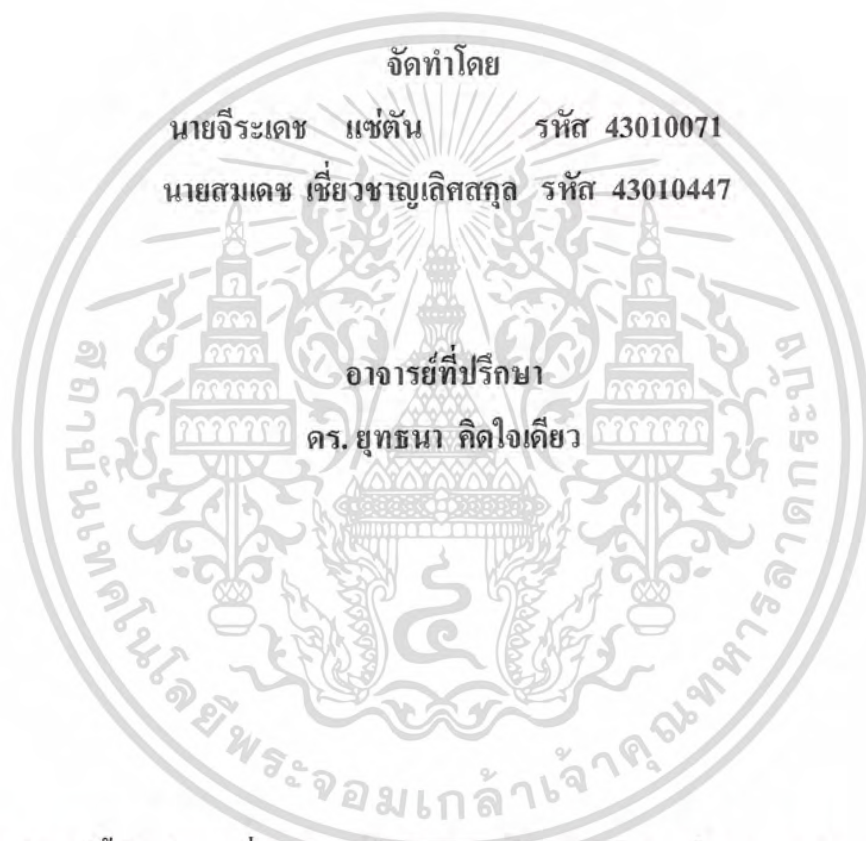 จัดทำโดย
นายจีระเดช แซ่ตัน รหัส 43010071
นายสมเดช เชี่ยวชาญเลิศสกุล รหัส 43010447
อาจารย์ที่ปรึกษา
ดร. ยุทธนา คิดใจเดียว
สถาบันเทคโนโลยีพระจอมเกล้าเจ้าคุณทหารลาดกระบัง